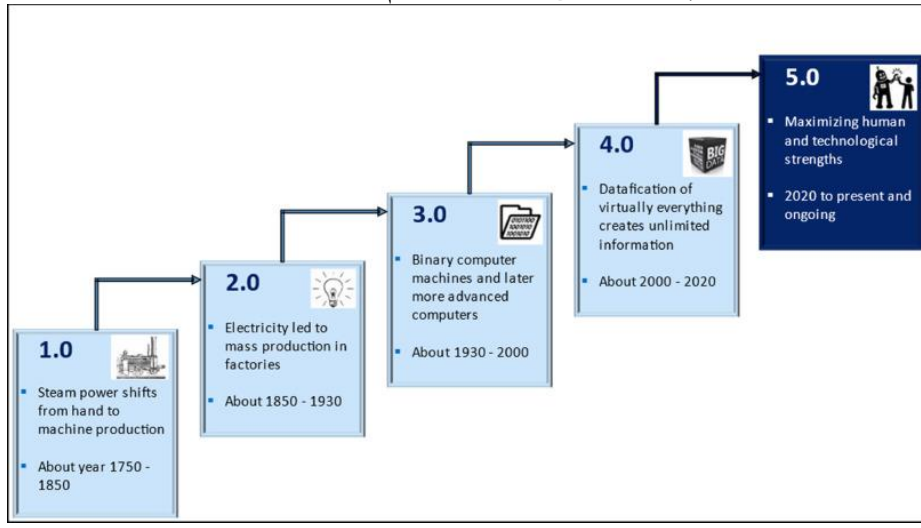 1.0
▪ Steam power shifts
from hand to
machine production
▪ About year 1750 -
1850
2.0
▪ Electricity led to
mass production in
factories
▪ About 1850 - 1930
3.0
010110
1001010
1001010
▪ Binary computer
machines and later
more advanced
computers
▪ About 1930 - 2000
4.0
BIG
DATA
▪ Datafication of
virtually everything
creates unlimited
information
▪ About 2000 - 2020
5.0
▪ Maximizing human
and technological
strengths
▪ 2020 to present and
ongoing